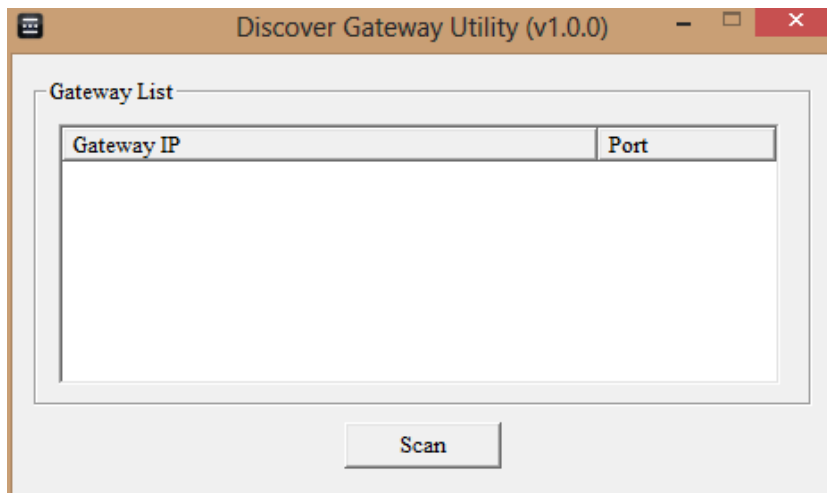 Discover Gateway Utility (v1.0.0)
Gateway List
Gateway IP Port
Scan